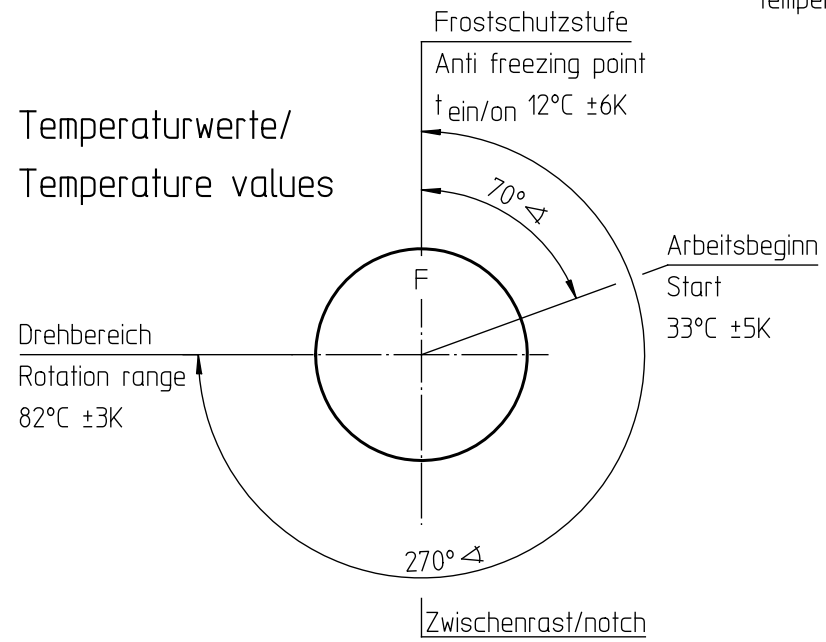 Frostschutzstufe
Anti freezing point
t ein/on 12°C ±6K
Temperaturwerte/
Temperature values
70° ∢
Arbeitsbeginn
Start
33°C ±5K
F
Drehbereich
Rotation range
82°C ±3K
270° ∢
Zwischenrast/notch